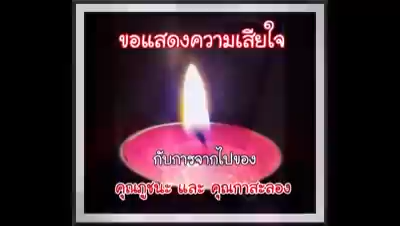 ขอแสดงความเสียใจ
กับการจากไปของ
คุณภูชนะ และ คุณกาสะลอง